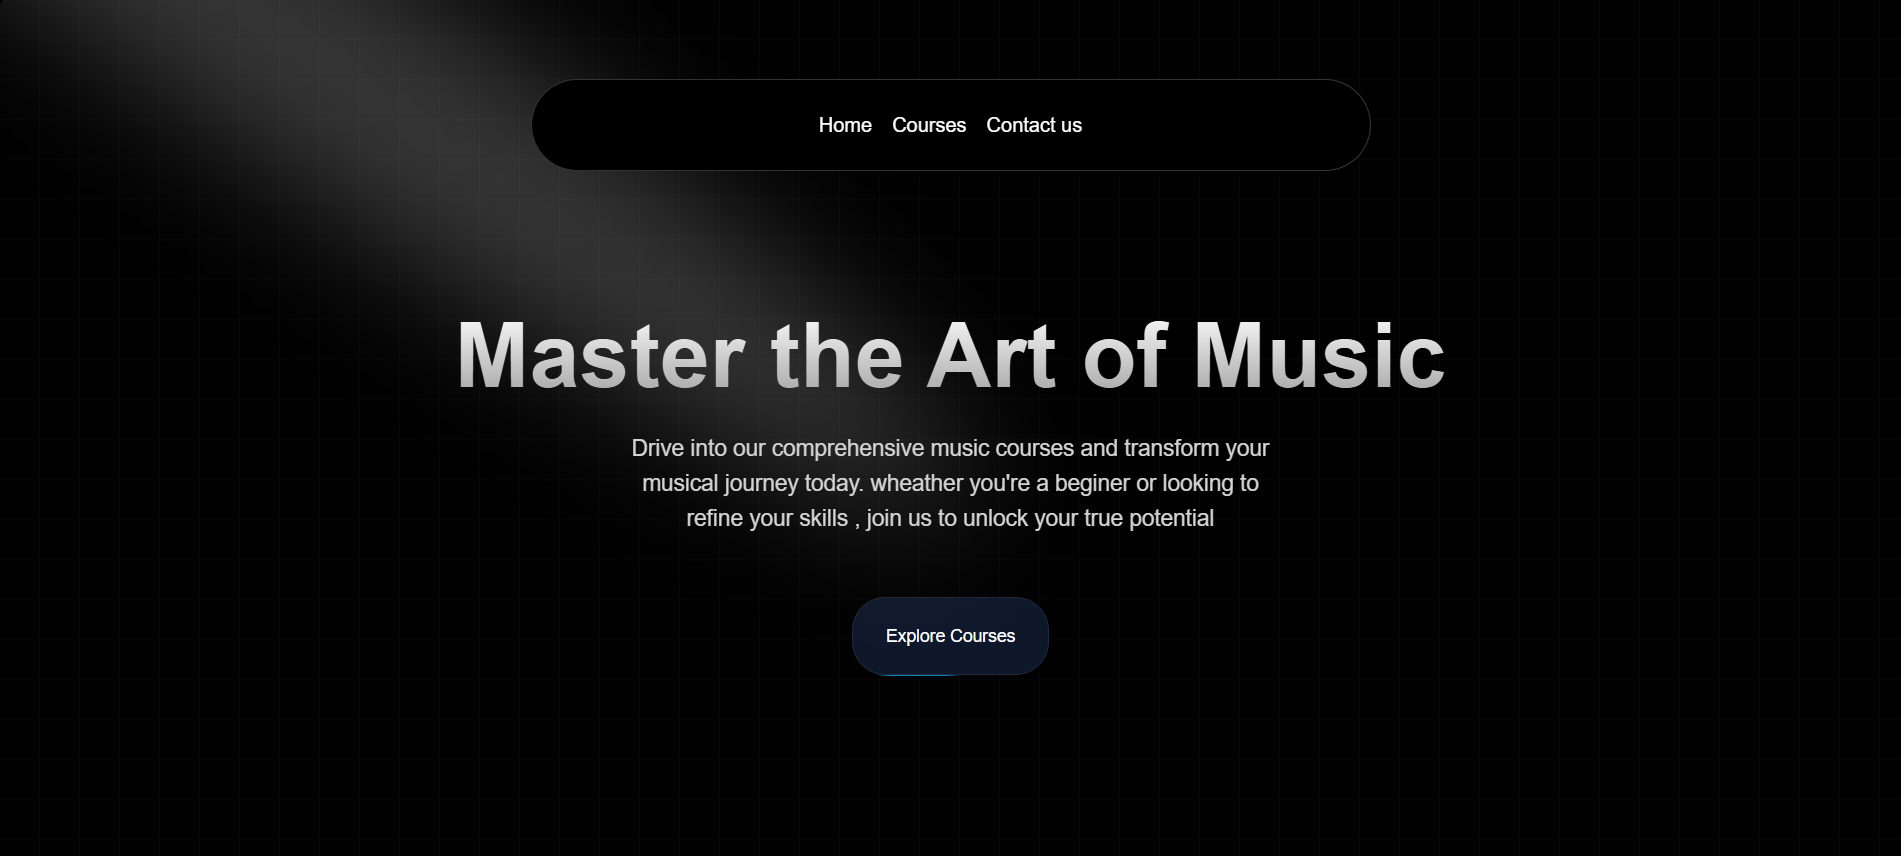 Home Courses Contact us
Master the Art of Music
Drive into our comprehensive music courses and transform your
musical journey today. wheather you're a beginer or looking to
refine your skills , join us to unlock your true potential
Explore Courses